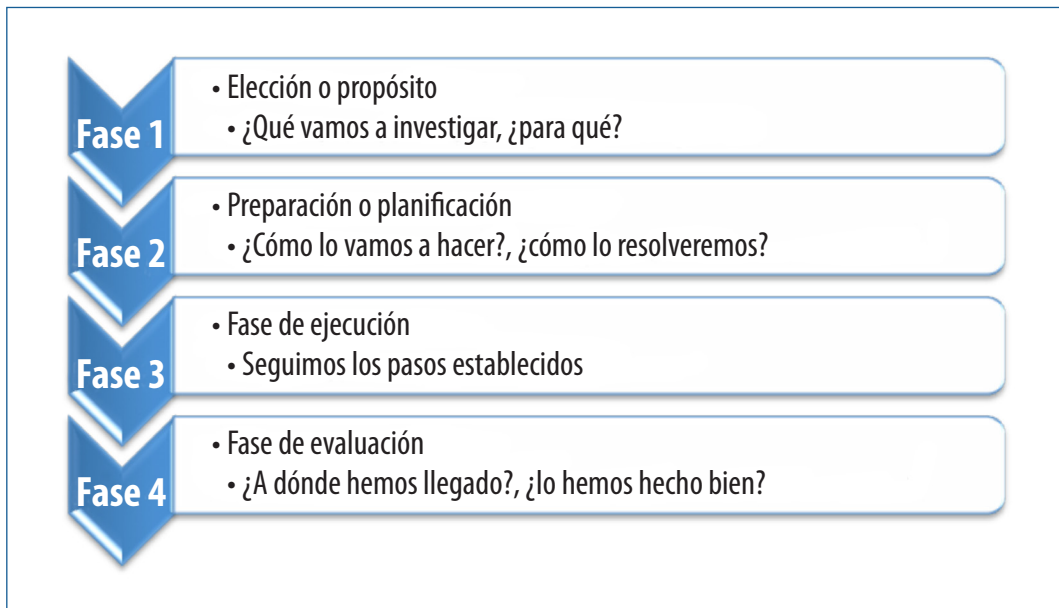 Fase 1
• Elección o propósito
• ¿Qué vamos a investigar, ¿para qué?
Fase 2
• Preparación o planificación
• ¿Cómo lo vamos a hacer?, ¿cómo lo resolveremos?
Fase 3
• Fase de ejecución
• Seguimos los pasos establecidos
Fase 4
• Fase de evaluación
• ¿A dónde hemos llegado?, ¿lo hemos hecho bien?